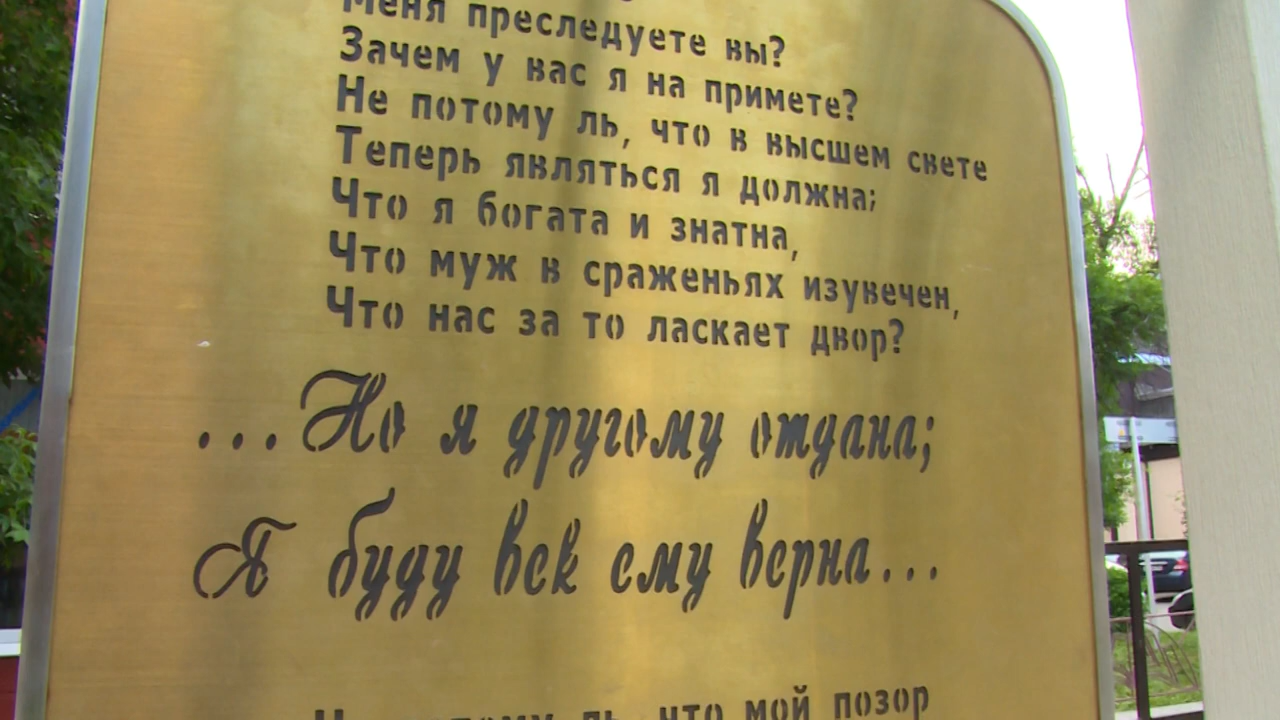 Меня преследуете вы?
Зачем у вас я на примете?
Не потому ль, что в высшем свете
Теперь являться я должна;
Что я богата и знатна,
Что муж в сраженьях изувечен,
Что нас за то ласкает двор?
...Но я другому отдана;
Я буду век ему верна...
потому ль, что мой позор